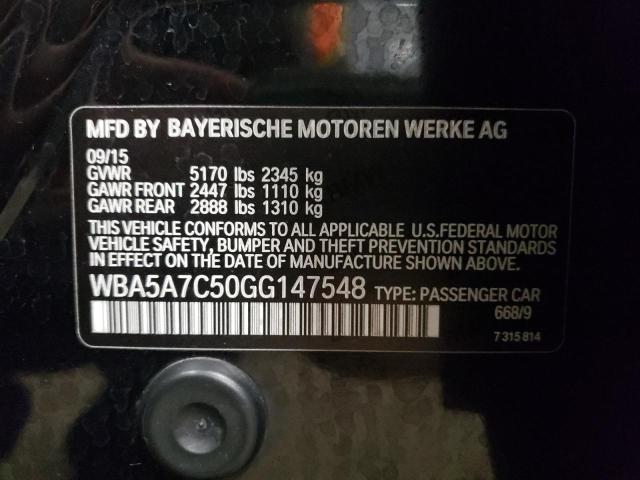 MFD BY BAYERISCHE MOTOREN WERKE AG
09/15
GVWR 5170 lbs 2345 kg
GAWR FRONT 2447 lbs 1110 kg
GAWR REAR 2888 lbs 1310 kg
THIS VEHICLE CONFORMS TO ALL APPLICABLE U.S.FEDERAL MOTOR
VEHICLE SAFETY, BUMPER AND THEFT PREVENTION STANDARDS
IN EFFECT ON THE DATE OF MANUFACTURE SHOWN ABOVE.
WBA5A7C50GG147548 TYPE: PASSENGER CAR
668/9
7 315 814